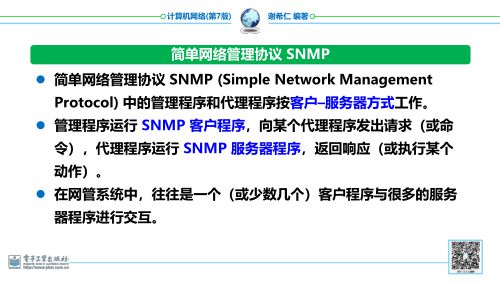 计算机网络(第7版)
谢希仁 编著
简单网络管理协议 SNMP
简单网络管理协议 SNMP (Simple Network Management
Protocol) 中的管理程序和代理程序按客户–服务器方式工作。
管理程序运行 SNMP 客户程序，向某个代理程序发出请求（或命
令），代理程序运行 SNMP 服务器程序，返回响应（或执行某个
动作）。
在网管系统中，往往是一个（或少数几个）客户程序与很多的服务
器程序进行交互。
电子工业出版社
http://www.phei.com.cn